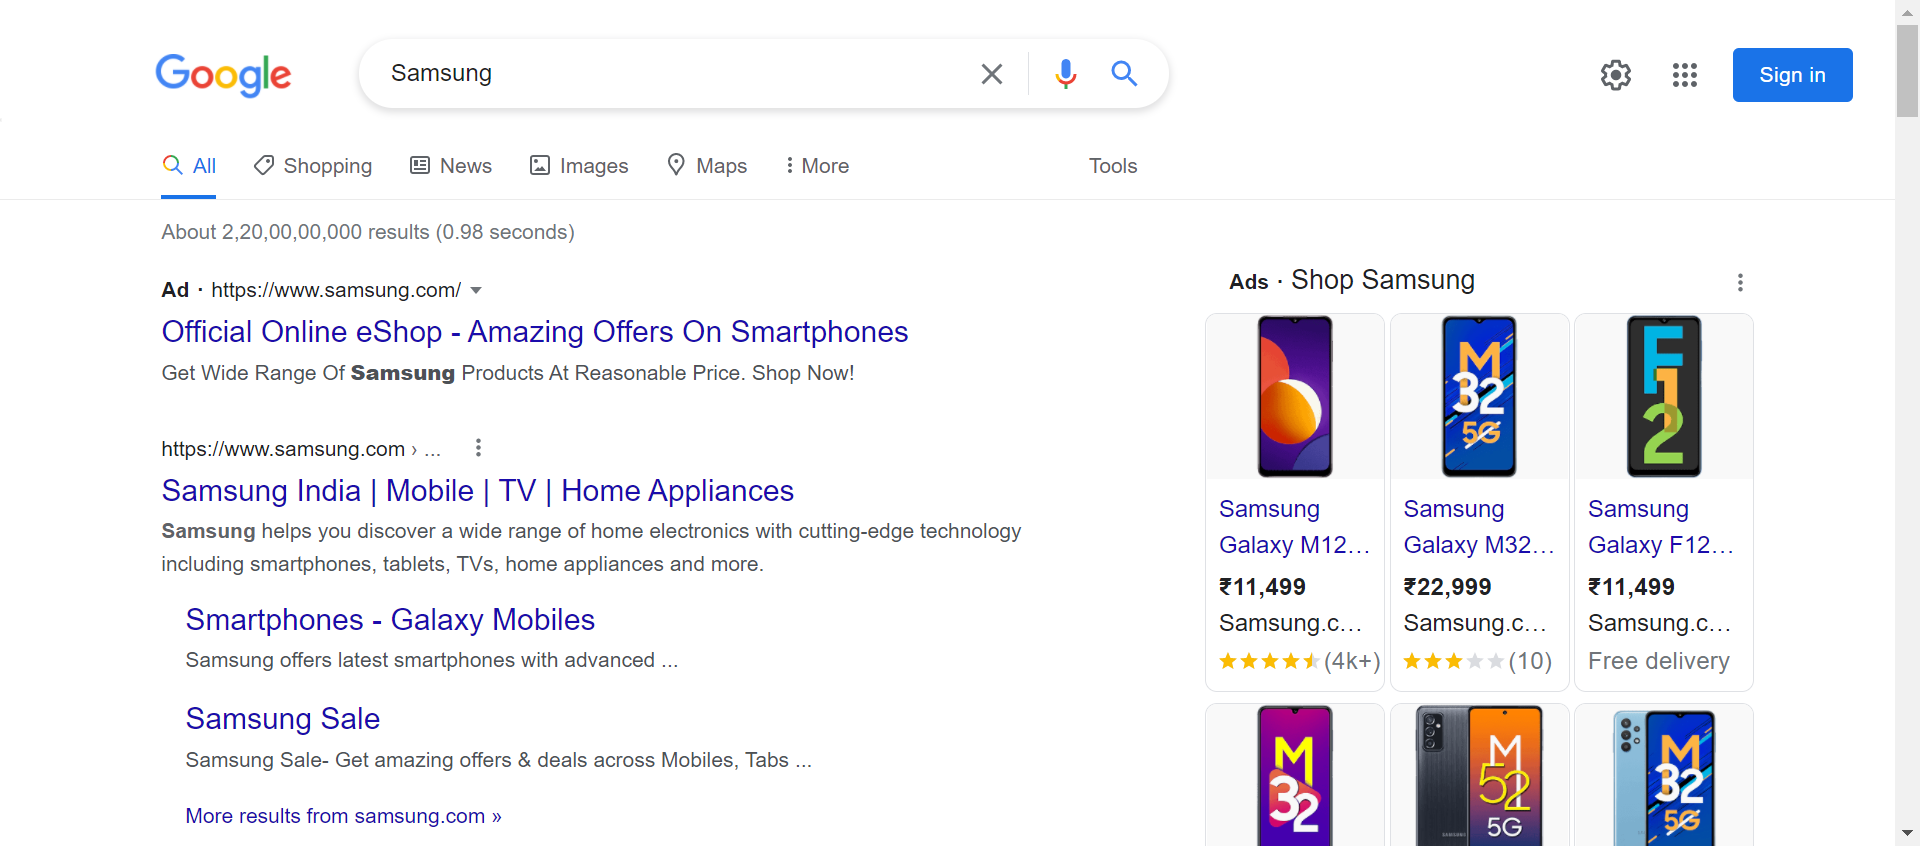 Google
Samsung
Sign in
All Shopping News Images Maps More Tools
About 2,20,00,00,000 results (0.98 seconds)
Ad · https://www.samsung.com/
Official Online eShop - Amazing Offers On Smartphones
Get Wide Range Of Samsung Products At Reasonable Price. Shop Now!
https://www.samsung.com › ...
Samsung India | Mobile | TV | Home Appliances
Samsung helps you discover a wide range of home electronics with cutting-edge technology
including smartphones, tablets, TVs, home appliances and more.
Smartphones - Galaxy Mobiles
Samsung offers latest smartphones with advanced ...
Samsung Sale
Samsung Sale- Get amazing offers & deals across Mobiles, Tabs ...
More results from samsung.com »
Ads · Shop Samsung
M
32
5G
F
12
Samsung
Galaxy M12...
₹11,499
Samsung.c...
(4k+)
Samsung
Galaxy M32...
₹22,999
Samsung.c...
(10)
Samsung
Galaxy F12...
₹11,499
Samsung.c...
Free delivery
M
32
SAMSUNG
M
52
5G
M
32
5G